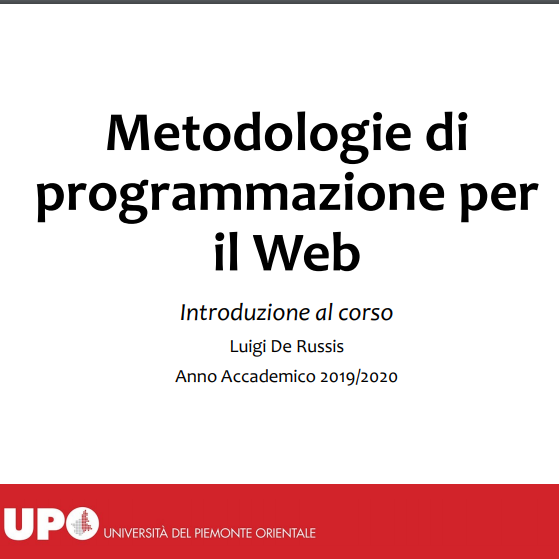 Metodologie di
programmazione per
il Web
Introduzione al corso
Luigi De Russis
Anno Accademico 2019/2020
UPO UNIVERSITÀ DEL PIEMONTE ORIENTALE